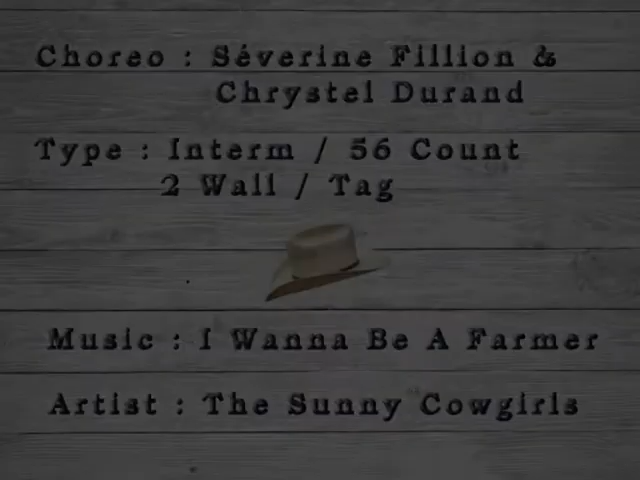 Choreo : Séverine Fillion &
Chrystel Durand
Type : Interm / 56 Count
2 Wall / Tag
Music : I Wanna Be A Farmer
Artist : The Sunny Cowgirls